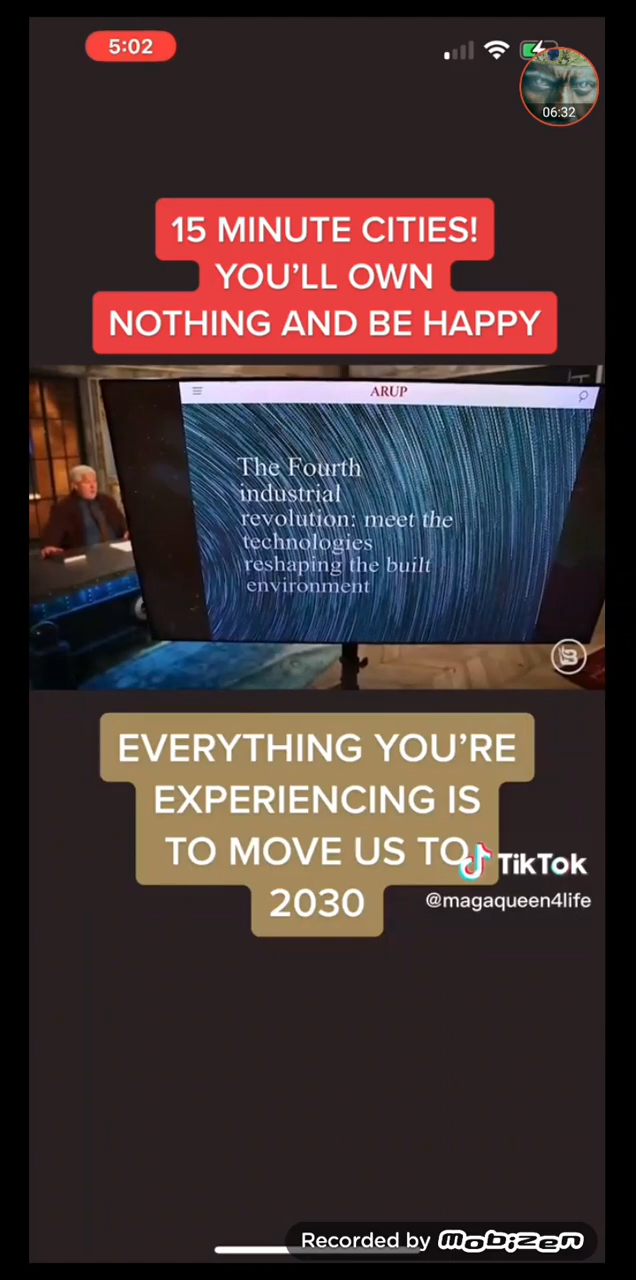 5:02
06:32
15 MINUTE CITIES!
YOU'LL OWN
NOTHING AND BE HAPPY
ARUP
The Fourth
industrial
revolution: meet the
technologies
reshaping the built
environment
B
EVERYTHING YOU'RE
EXPERIENCING IS
TO MOVE US TO
2030
TikTok
@magaqueen4life
Recorded by mobizen